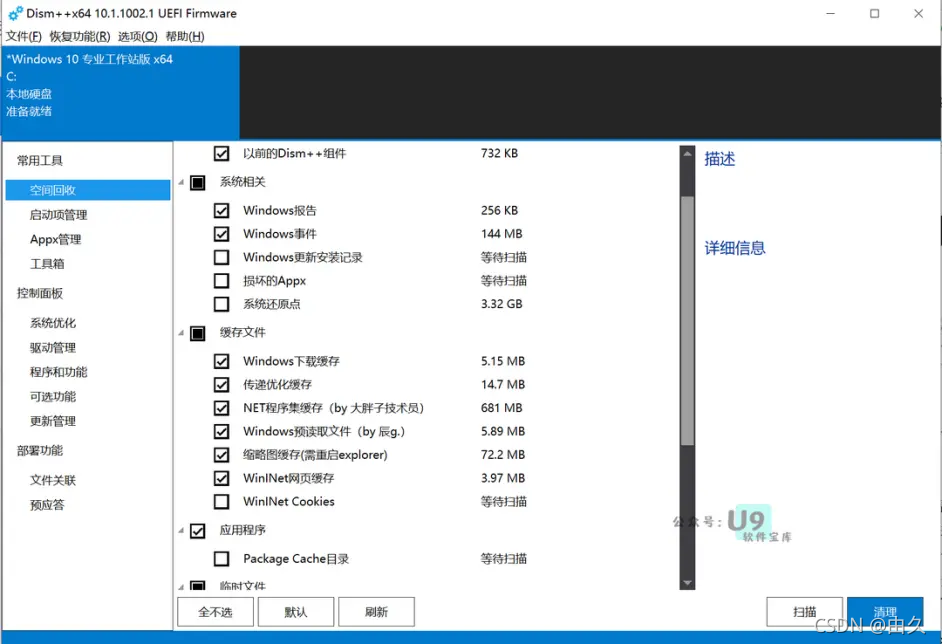 Dism++x64 10.1.1002.1 UEFI Firmware
文件(F) 恢复功能(R) 选项(O) 帮助(H)
*Windows 10 专业工作站版 x64
C:
本地硬盘
准备就绪
常用工具
空间回收
启动项管理
Appx管理
工具箱
控制面板
系统优化
驱动管理
程序和功能
可选功能
更新管理
部署功能
文件关联
预应答
以前的Dism++组件 732 KB
系统相关
Windows报告 256 KB
Windows事件 144 MB
Windows更新安装记录 等待扫描
损坏的Appx 等待扫描
系统还原点 3.32 GB
缓存文件
Windows下载缓存 5.15 MB
传递优化缓存 14.7 MB
NET程序集缓存（by 大胖子技术员） 681 MB
Windows预读取文件（by 辰g.） 5.89 MB
缩略图缓存(需重启explorer) 72.2 MB
WinINet网页缓存 3.97 MB
WinINet Cookies 等待扫描
应用程序
Package Cache目录 等待扫描
临时文件
全不选 默认 刷新
描述
详细信息
公众号：U9
软件宝库
扫描 清理
CSDN @由久